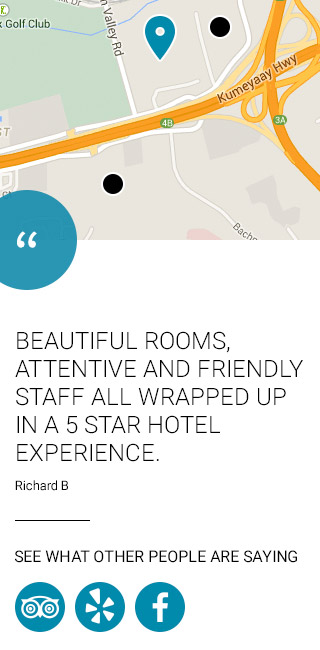 Golf Club
Valley Rd
Kumeyaay Hwy
4B
3A
ST
“
BEAUTIFUL ROOMS,
ATTENTIVE AND FRIENDLY
STAFF ALL WRAPPED UP
IN A 5 STAR HOTEL
EXPERIENCE.
Richard B
SEE WHAT OTHER PEOPLE ARE SAYING
f